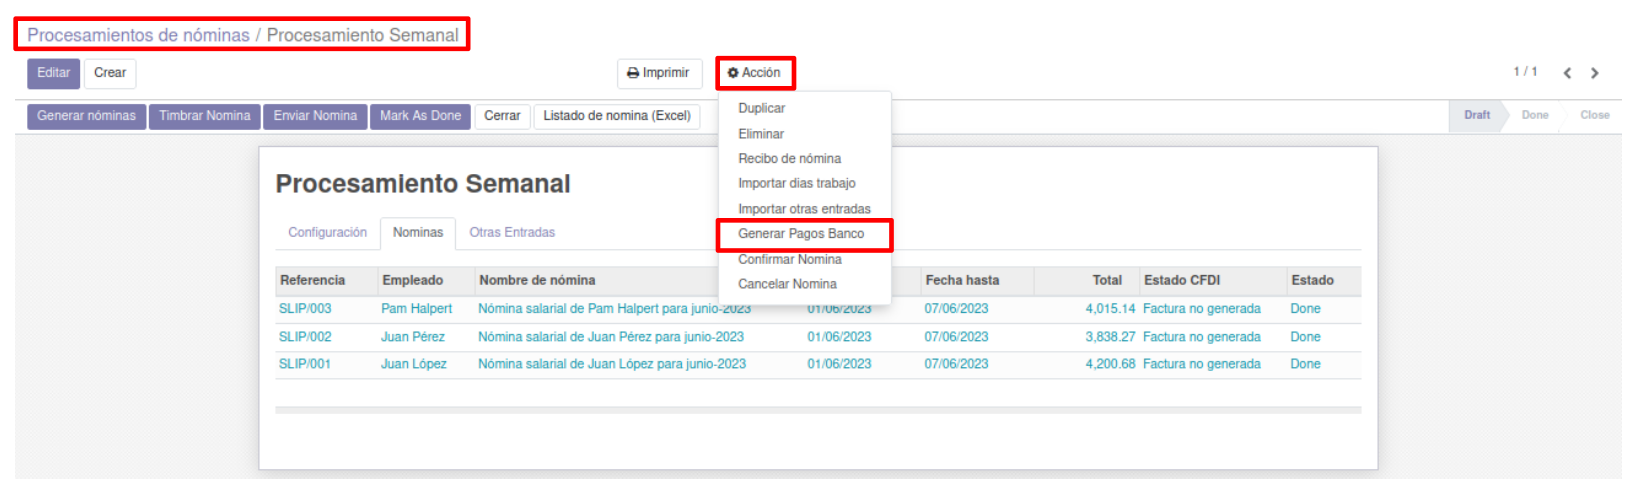 Procesamientos de nóminas / Procesamiento Semanal
Editar Crear Imprimir Acción 1 / 1
Generar nóminas Timbrar Nomina Enviar Nomina Mark As Done Cerrar Listado de nomina (Excel) Draft Done Close
Duplicar
Eliminar
Recibo de nómina
Importar dias trabajo
Importar otras entradas
Generar Pagos Banco
Confirmar Nomina
Cancelar Nomina
Procesamiento Semanal
Configuración Nominas Otras Entradas
Referencia Empleado Nombre de nómina Fecha hasta Total Estado CFDI Estado
SLIP/003 Pam Halpert Nómina salarial de Pam Halpert para junio-2023 01/06/2023 07/06/2023 4,015.14 Factura no generada Done
SLIP/002 Juan Pérez Nómina salarial de Juan Pérez para junio-2023 01/06/2023 07/06/2023 3,838.27 Factura no generada Done
SLIP/001 Juan López Nómina salarial de Juan López para junio-2023 01/06/2023 07/06/2023 4,200.68 Factura no generada Done